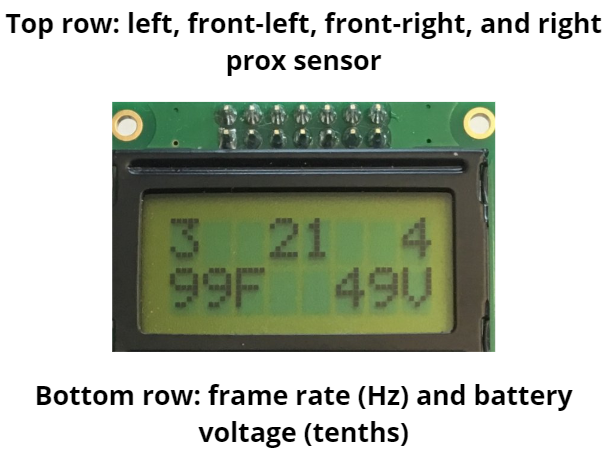 Top row: left, front-left, front-right, and right
prox sensor
3 21 4
99F 49V
Bottom row: frame rate (Hz) and battery
voltage (tenths)